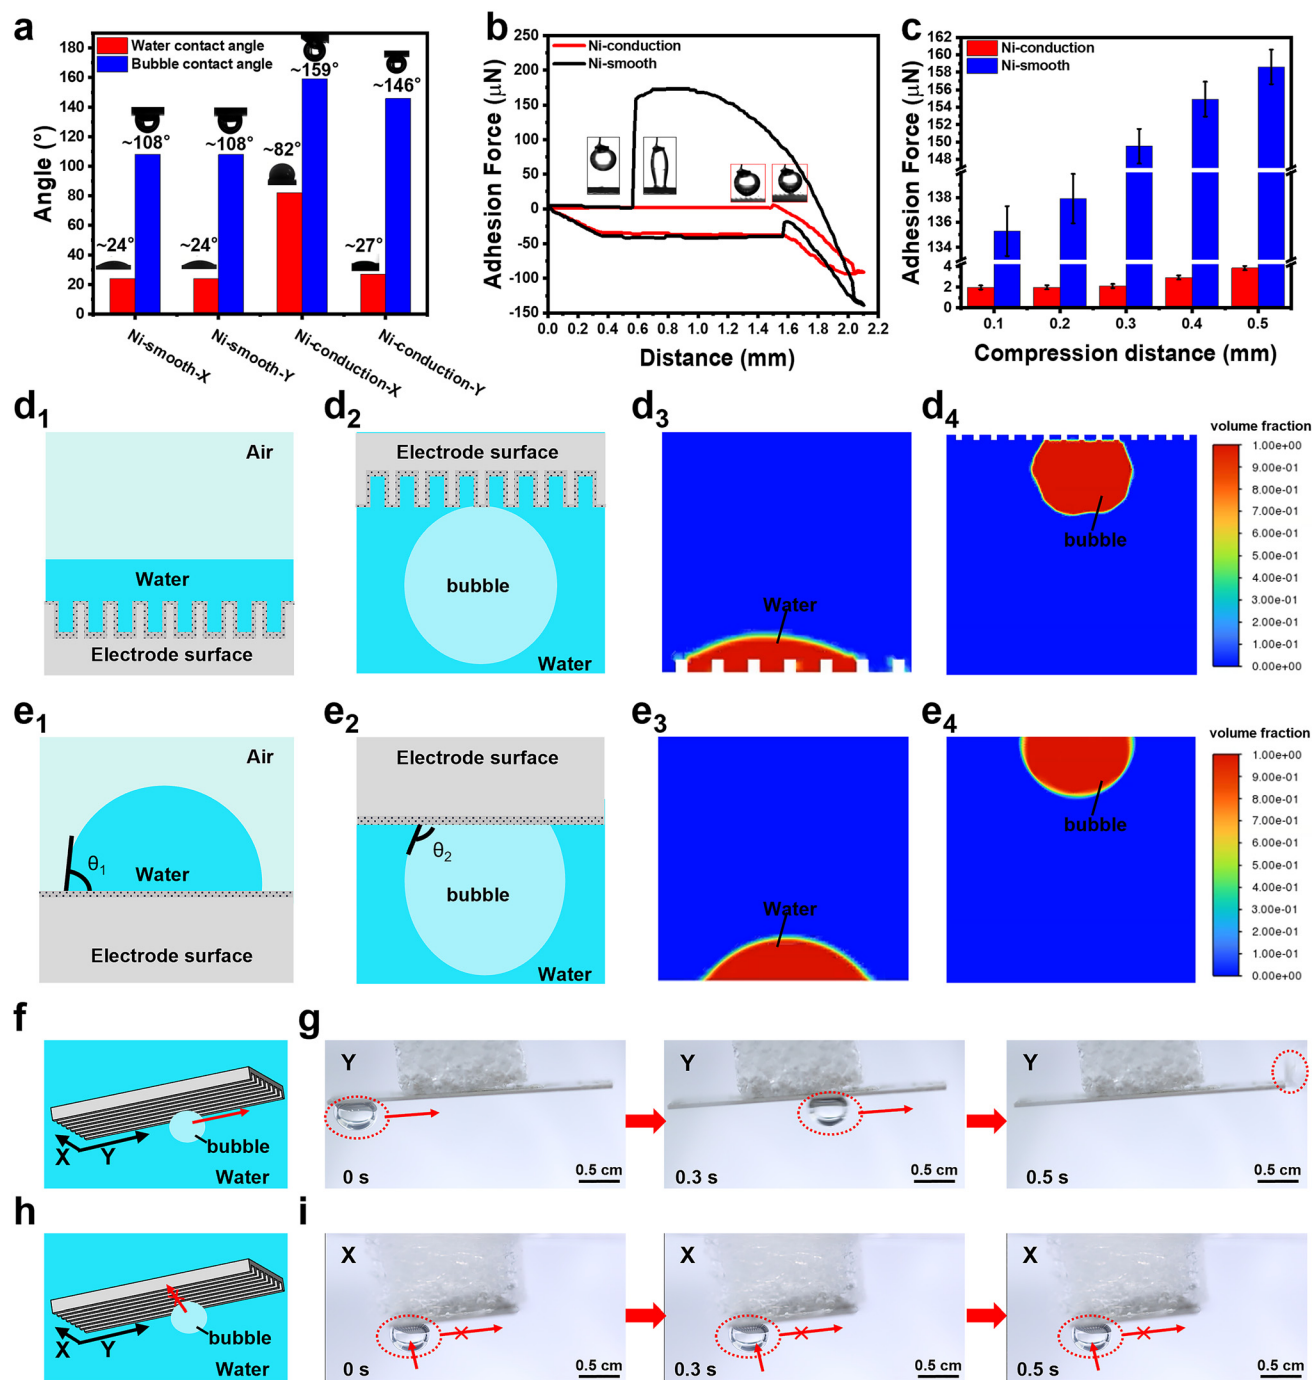 a
Water contact angle
Bubble contact angle
Angle (°)
180
160
140
120
100
80
60
40
20
0
~24°
~108°
~24°
~108°
~82°
~159°
~27°
~146°
Ni-smooth-X
Ni-smooth-Y
Ni-conduction-X
Ni-conduction-Y
b
Ni-conduction
Ni-smooth
Adhesion Force (μN)
250
200
150
100
50
0
-50
-100
-150
0.0 0.2 0.4 0.6 0.8 1.0 1.2 1.4 1.6 1.8 2.0 2.2
Distance (mm)
c
Ni-conduction
Ni-smooth
Adhesion Force (μN)
162
160
158
156
154
152
150
148
138
136
134
4
2
0
0.1 0.2 0.3 0.4 0.5
Compression distance (mm)
d1
Air
Water
Electrode surface
d2
Electrode surface
bubble
Water
d3
Water
d4
bubble
volume fraction
1.00e+00
9.00e-01
8.00e-01
7.00e-01
6.00e-01
5.00e-01
4.00e-01
3.00e-01
2.00e-01
1.00e-01
0.00e+00
e1
Air
θ1
Water
Electrode surface
e2
Electrode surface
θ2
bubble
Water
e3
Water
e4
bubble
volume fraction
1.00e+00
9.00e-01
8.00e-01
7.00e-01
6.00e-01
5.00e-01
4.00e-01
3.00e-01
2.00e-01
1.00e-01
0.00e+00
f
X
Y
bubble
Water
g
Y
0 s
0.5 cm
Y
0.3 s
0.5 cm
Y
0.5 s
0.5 cm
h
X
Y
bubble
Water
i
X
0 s
0.5 cm
X
0.3 s
0.5 cm
X
0.5 s
0.5 cm